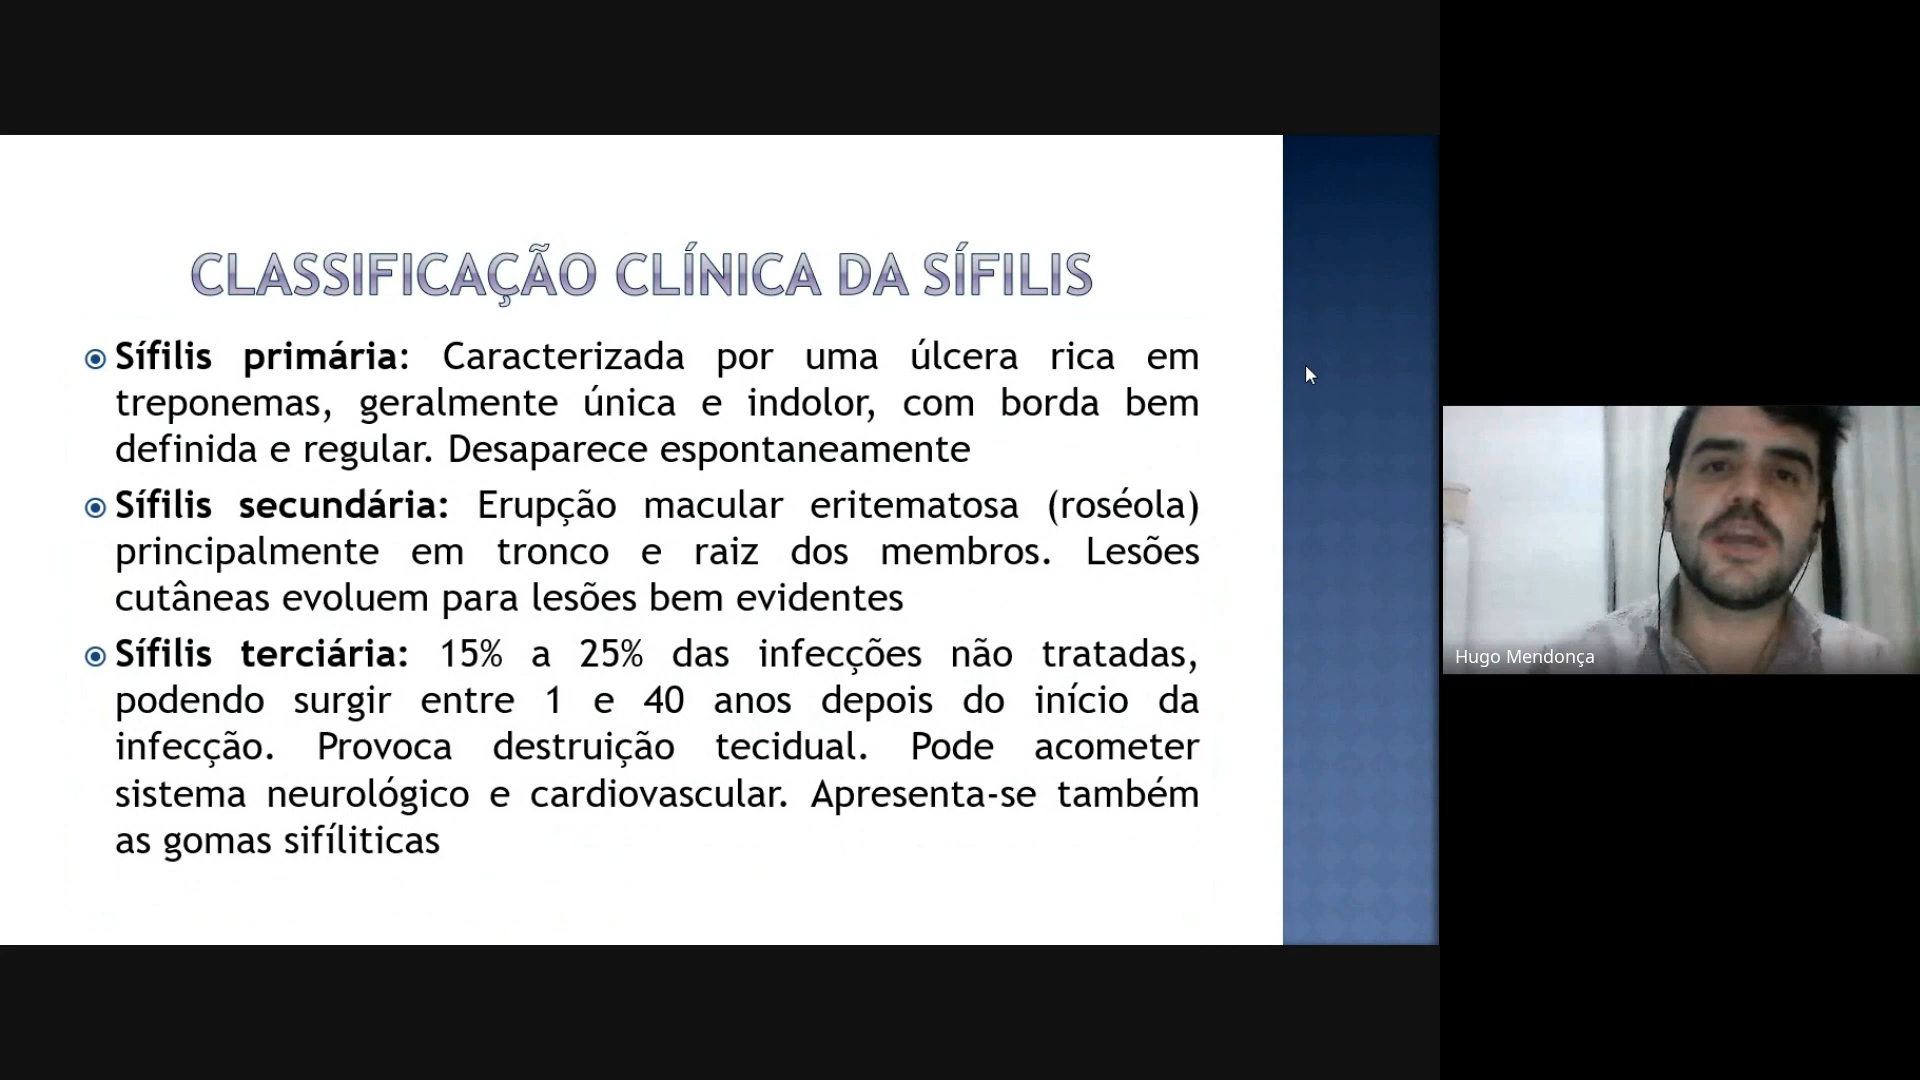 CLASSIFICAÇÃO CLÍNICA DA SÍFILIS
Sífilis primária: Caracterizada por uma úlcera rica em
treponemas, geralmente única e indolor, com borda bem
definida e regular. Desaparece espontaneamente
Sífilis secundária: Erupção macular eritematosa (roséola)
principalmente em tronco e raiz dos membros. Lesões
cutâneas evoluem para lesões bem evidentes
Sífilis terciária: 15% a 25% das infecções não tratadas,
podendo surgir entre 1 e 40 anos depois do início da
infecção. Provoca destruição tecidual. Pode acometer
sistema neurológico e cardiovascular. Apresenta-se também
as gomas sifíliticas
Hugo Mendonça